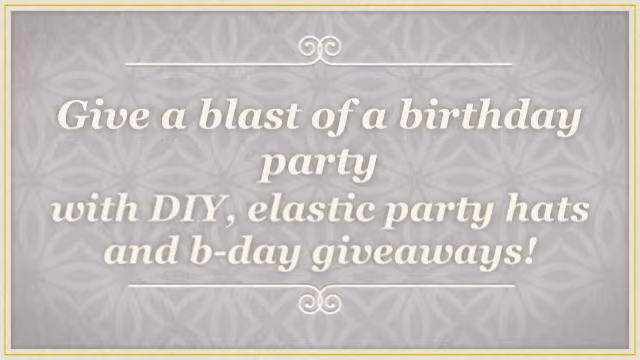 Give a blast of a birthday
party
with DIY, elastic party hats
and b-day giveaways!